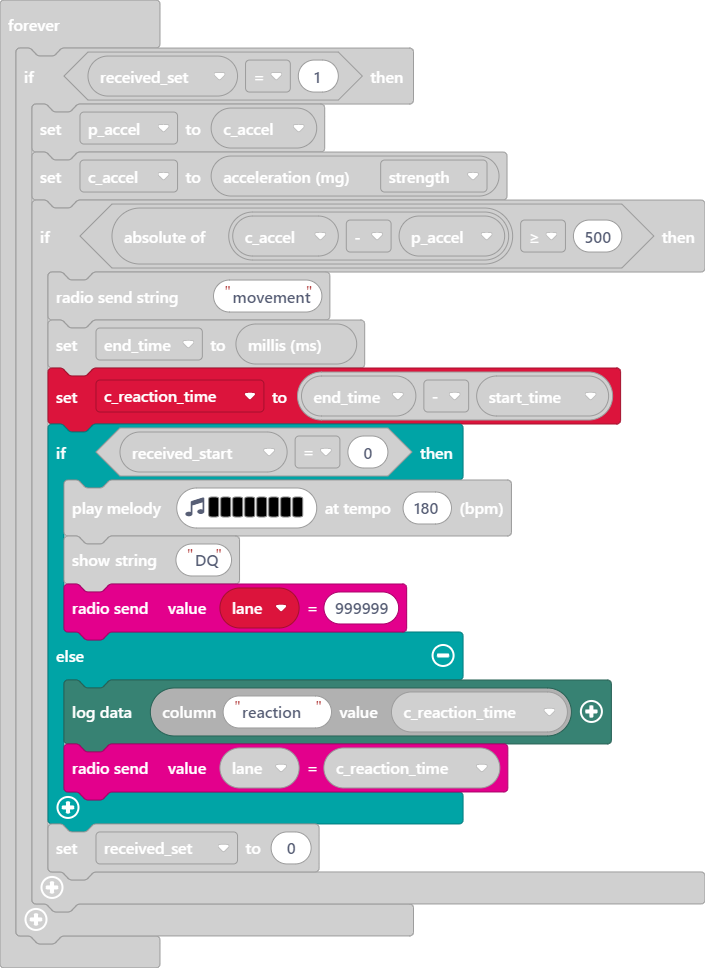 forever
if received_set = 1 then
set p_accel to c_accel
set c_accel to acceleration (mg) strength
if absolute of c_accel - p_accel ≥ 500 then
radio send string "movement"
set end_time to millis (ms)
set c_reaction_time to end_time - start_time
if received_start = 0 then
play melody at tempo 180 (bpm)
show string "DQ"
radio send value lane = 999999
else
log data column "reaction" value c_reaction_time
radio send value lane = c_reaction_time
set received_set to 0